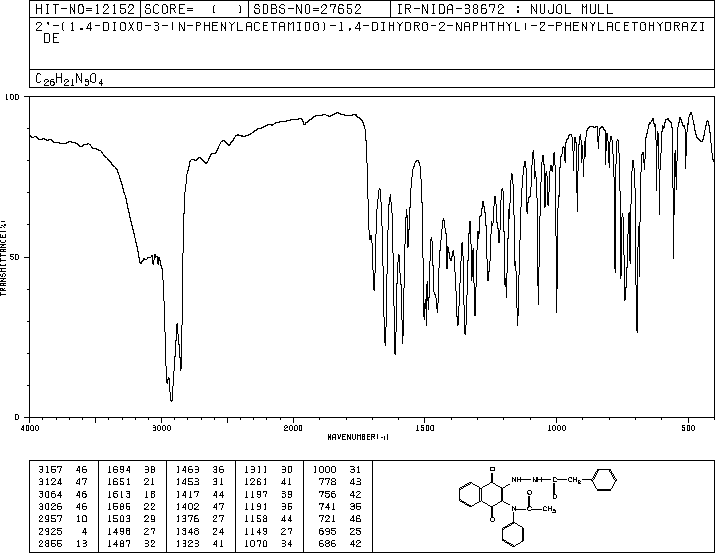 HIT-NO=12152 SCORE= ( ) SDBS-NO=27652 IR-NIDA-38672 : NUJOL MULL
2'-(1,4-DIOXO-3-(N-PHENYLACETAMIDO)-1,4-DIHYDRO-2-NAPHTHYL)-2-PHENYLACETOHYDRAZI
DE
C26H21N3O4
100
50
0
TRANSMITTANCE(%)
4000 3000 2000 1500 1000 500
WAVENUMBER(-1)
3167 46 1694 38 1463 36 1311 30 1000 31
3124 47 1651 21 1453 31 1261 41 778 43
3064 46 1613 18 1417 44 1197 39 756 42
3026 46 1586 22 1402 47 1191 36 741 35
2957 10 1503 29 1376 27 1158 44 721 46
2925 4 1498 27 1348 24 1149 27 695 25
2866 13 1487 32 1323 41 1070 34 686 42
O
NH NH C CH2
O
O
N C CH3
O